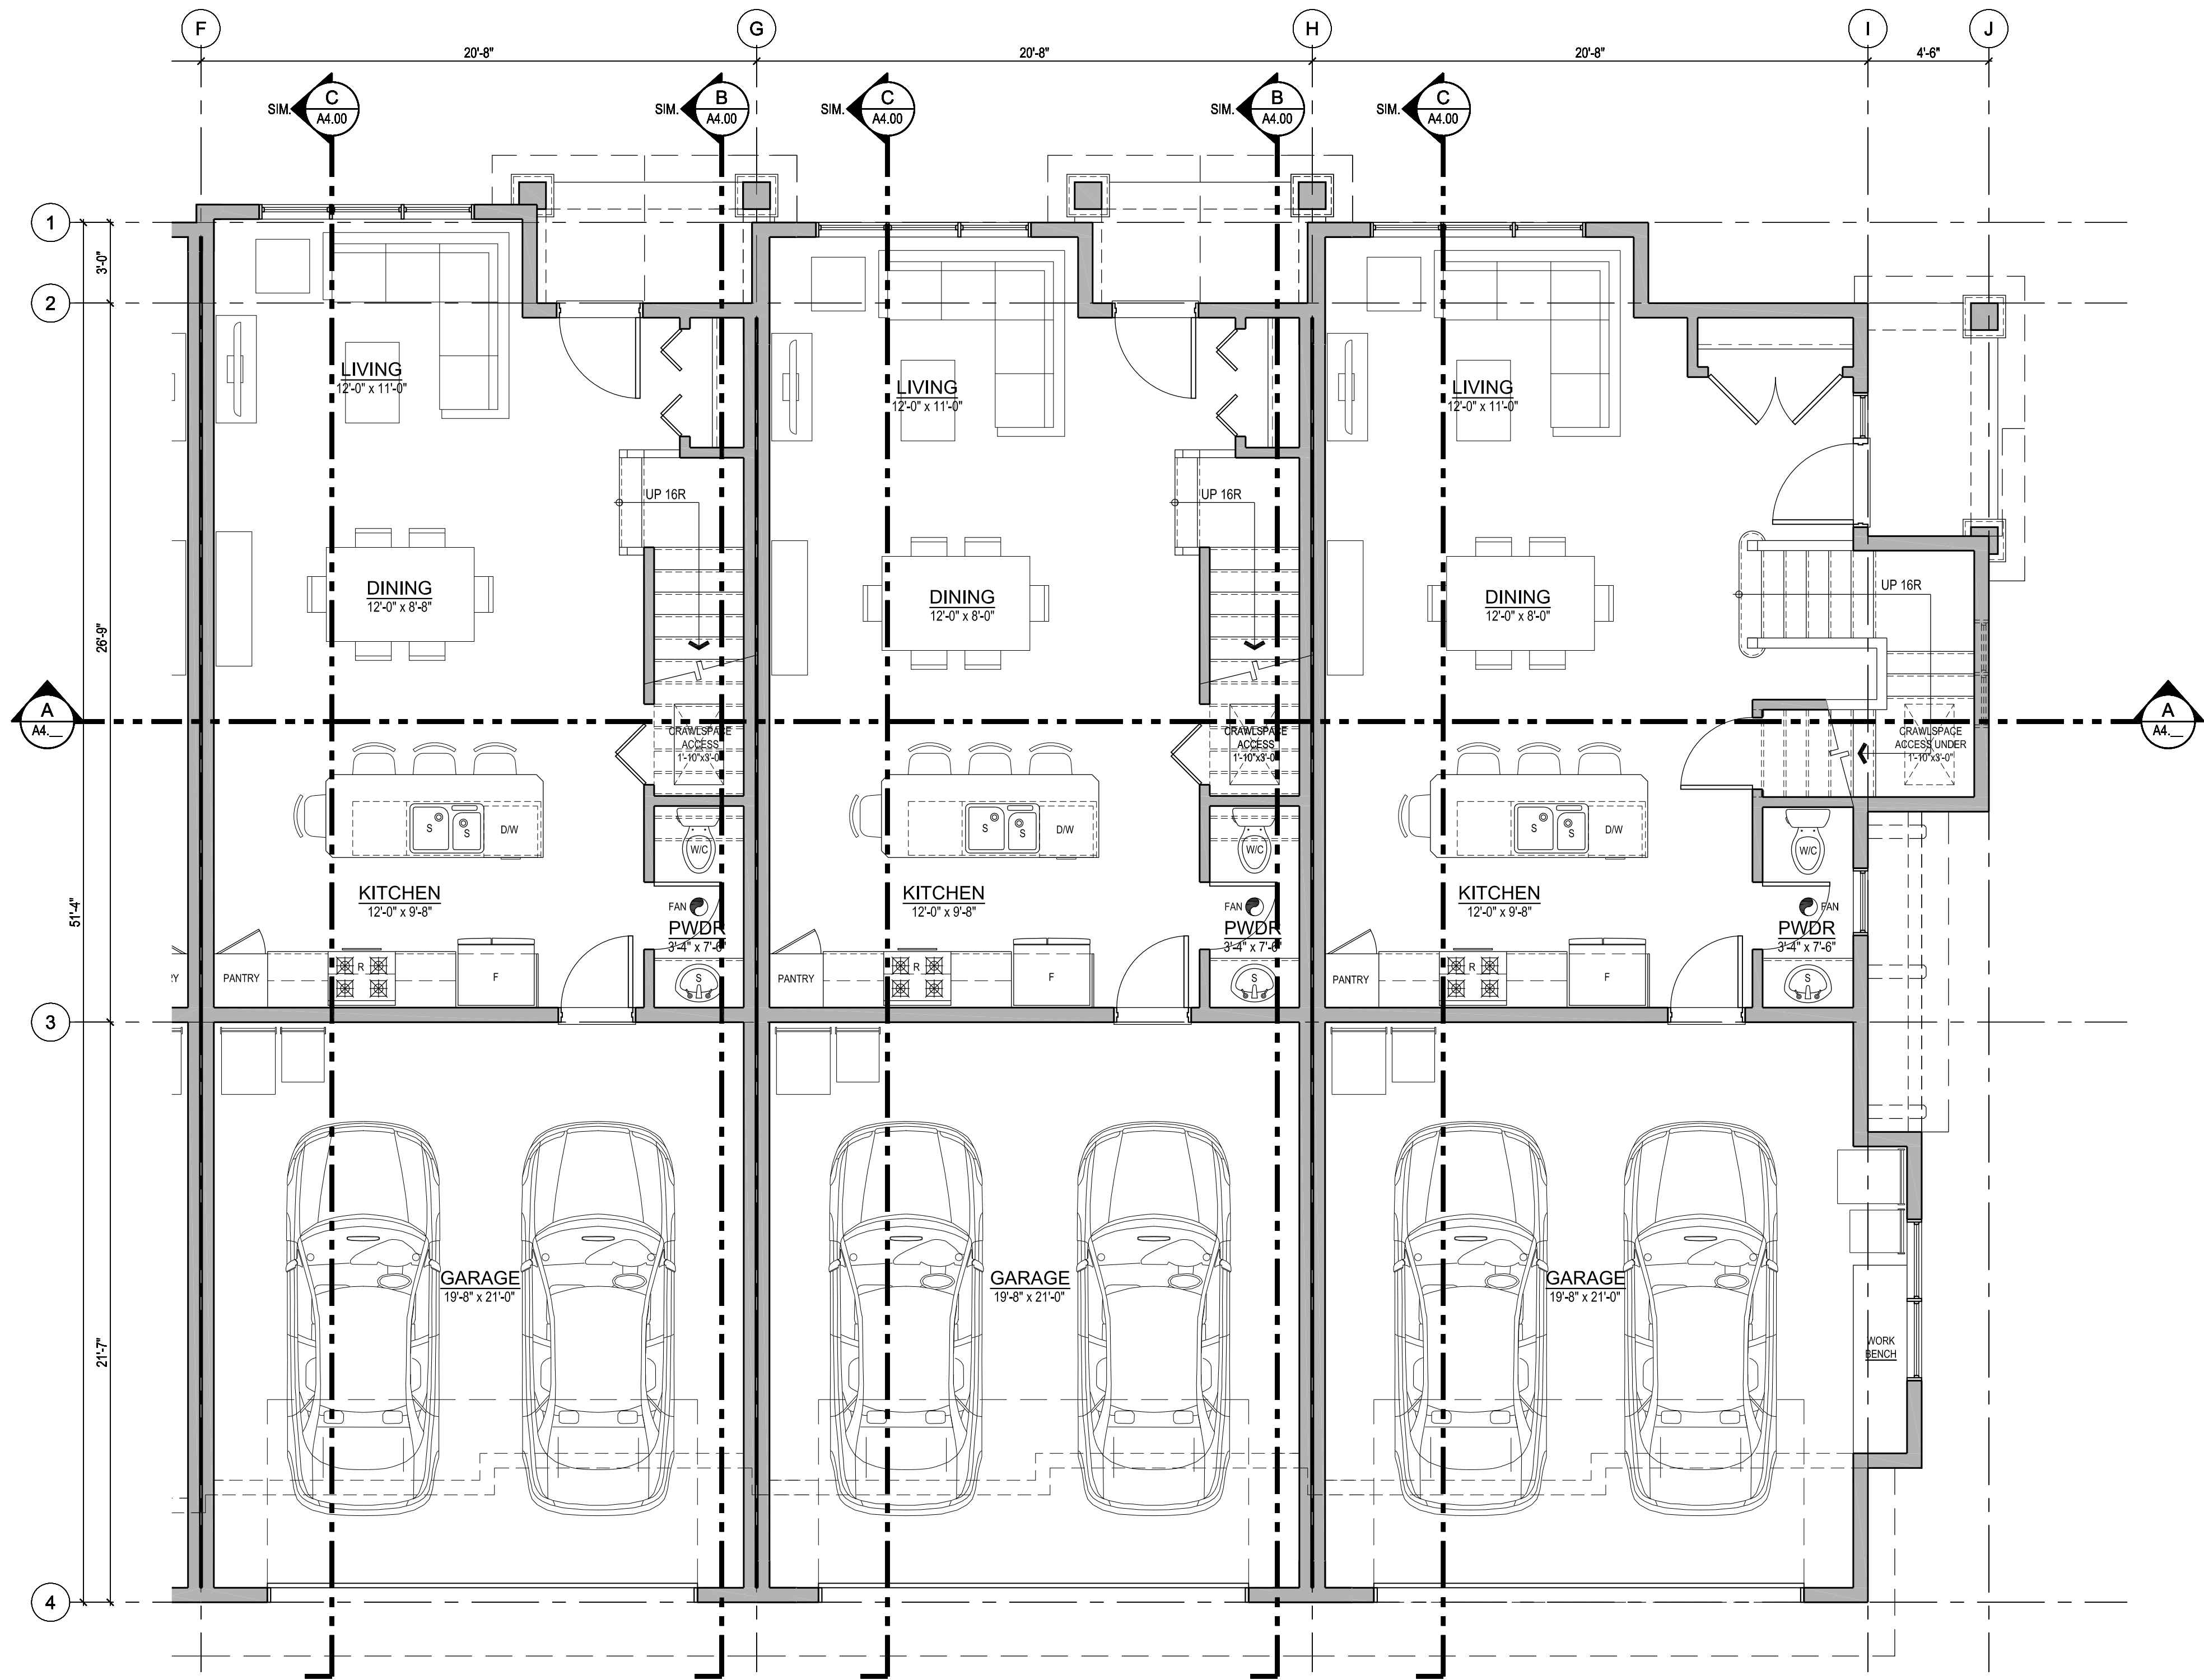 F
G
H
I
J
20'-8"
20'-8"
20'-8"
4'-6"
SIM.
C
A4.00
SIM.
B
A4.00
SIM.
C
A4.00
SIM.
B
A4.00
SIM.
C
A4.00
1
3'-0"
2
LIVING
12'-0" x 11'-0"
LIVING
12'-0" x 11'-0"
LIVING
12'-0" x 11'-0"
UP 16R
UP 16R
UP 16R
DINING
12'-0" x 8'-8"
DINING
12'-0" x 8'-0"
DINING
12'-0" x 8'-0"
26'-9"
A
A4.__
A
A4.__
CRAWLSPACE
ACCESS
1'-10"x3'-0"
CRAWLSPACE
ACCESS
1'-10"x3'-0"
CRAWLSPACE
ACCESS UNDER
1'-10"x3'-0"
S
S
D/W
W/C
S
S
D/W
W/C
S
S
D/W
W/C
51'-4"
KITCHEN
12'-0" x 9'-8"
KITCHEN
12'-0" x 9'-8"
KITCHEN
12'-0" x 9'-8"
FAN
FAN
FAN
PWDR
3'-4" x 7'-6"
PWDR
3'-4" x 7'-6"
PWDR
3'-4" x 7'-6"
RY
PANTRY
R
F
S
PANTRY
R
F
S
PANTRY
R
F
S
3
GARAGE
19'-8" x 21'-0"
GARAGE
19'-8" x 21'-0"
GARAGE
19'-8" x 21'-0"
21'-7"
WORK
BENCH
4